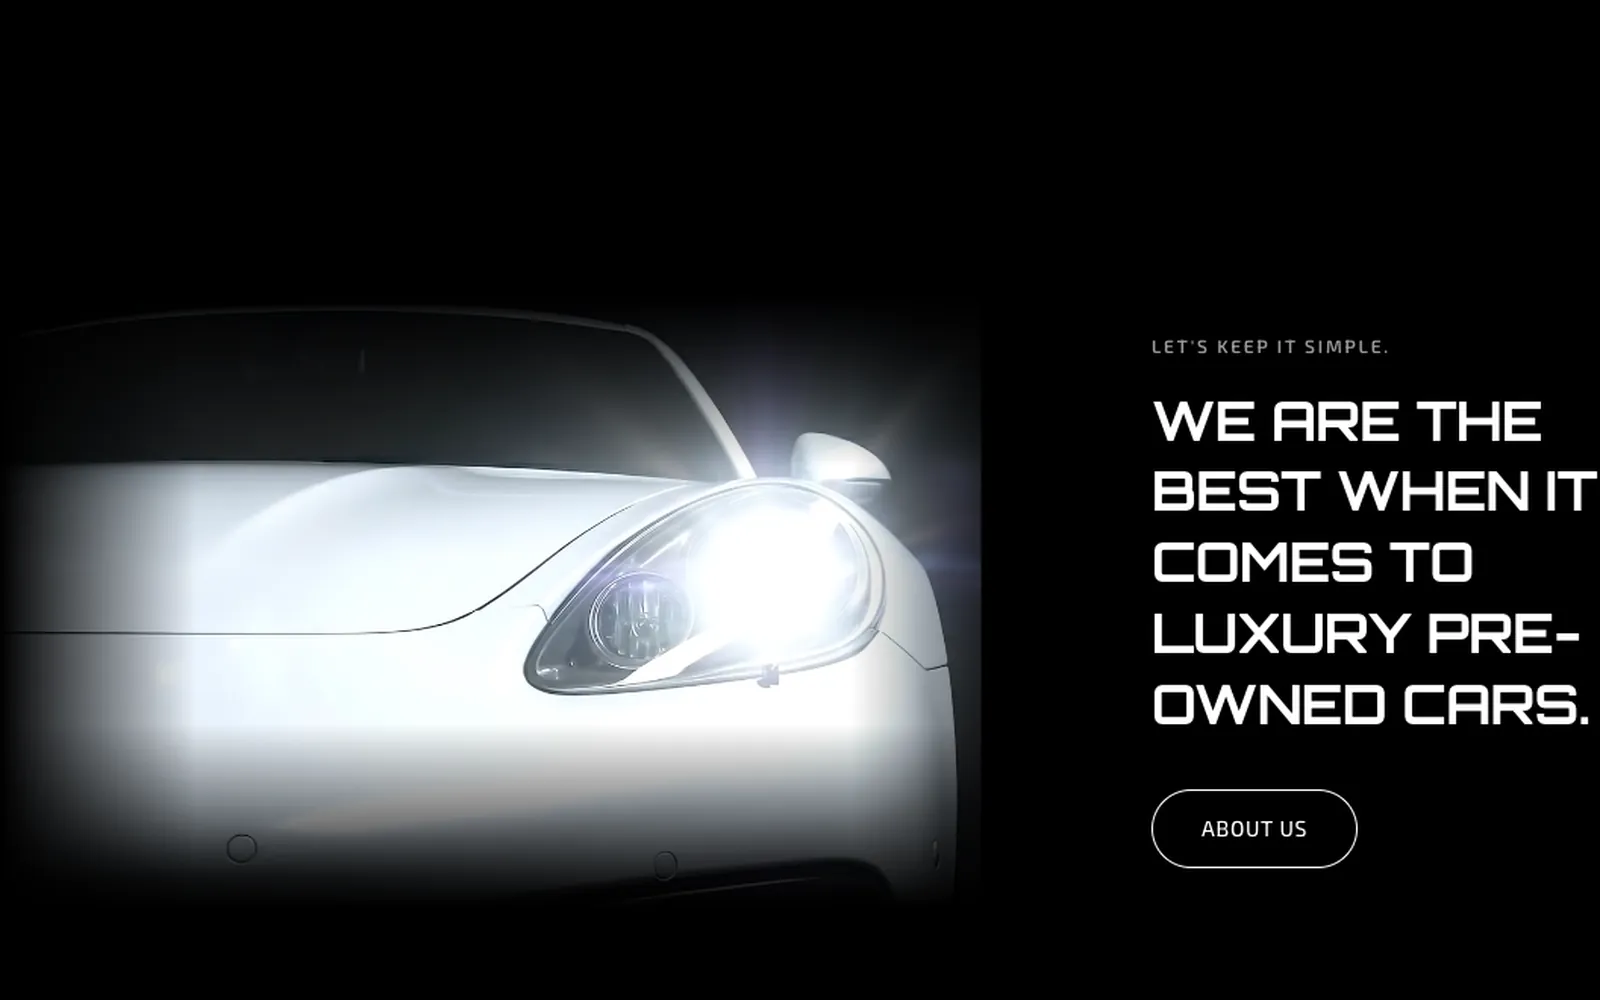 LET'S KEEP IT SIMPLE.
WE ARE THE
BEST WHEN IT
COMES TO
LUXURY PRE-
OWNED CARS.
ABOUT US